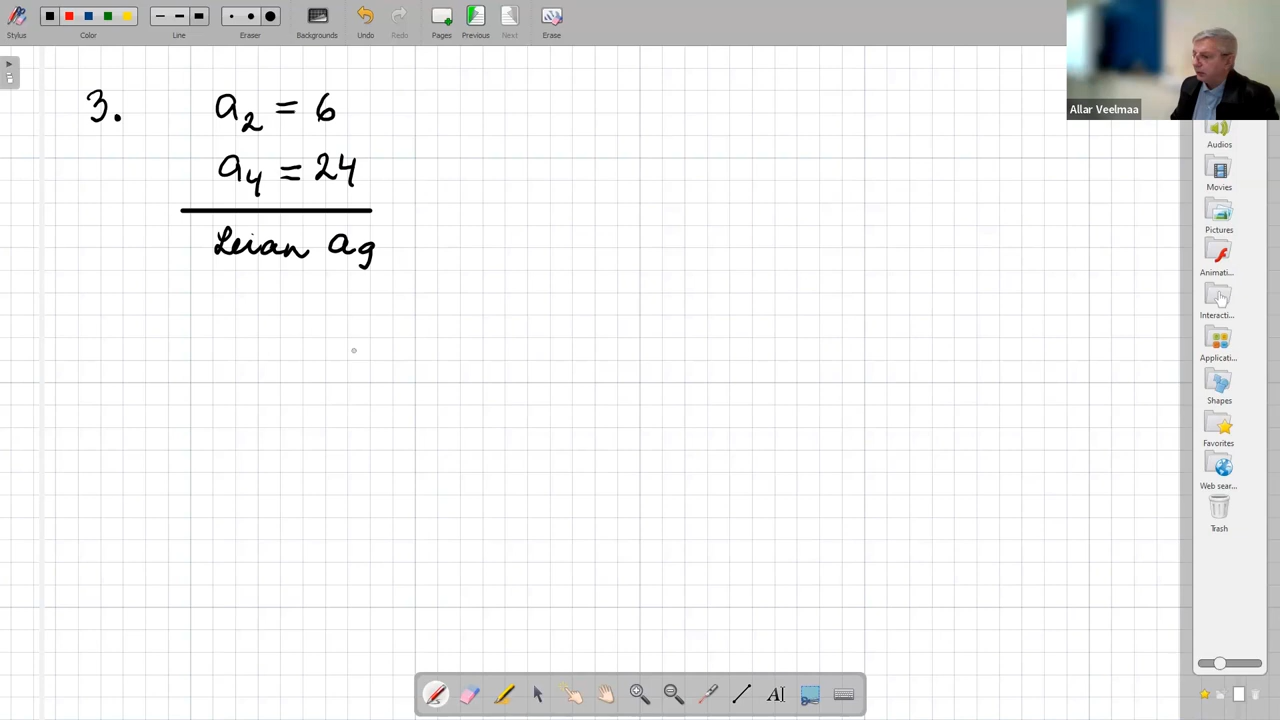 Stylus
Color
Line
Eraser
Backgrounds
Undo
Redo
Pages
Previous
Next
Erase
Allar Veelmaa
3. a₂ = 6
a₄ = 24
Leian a₉
Audios
Movies
Pictures
Animati...
Interacti...
Applicati...
Shapes
Favorites
Web sear...
Trash